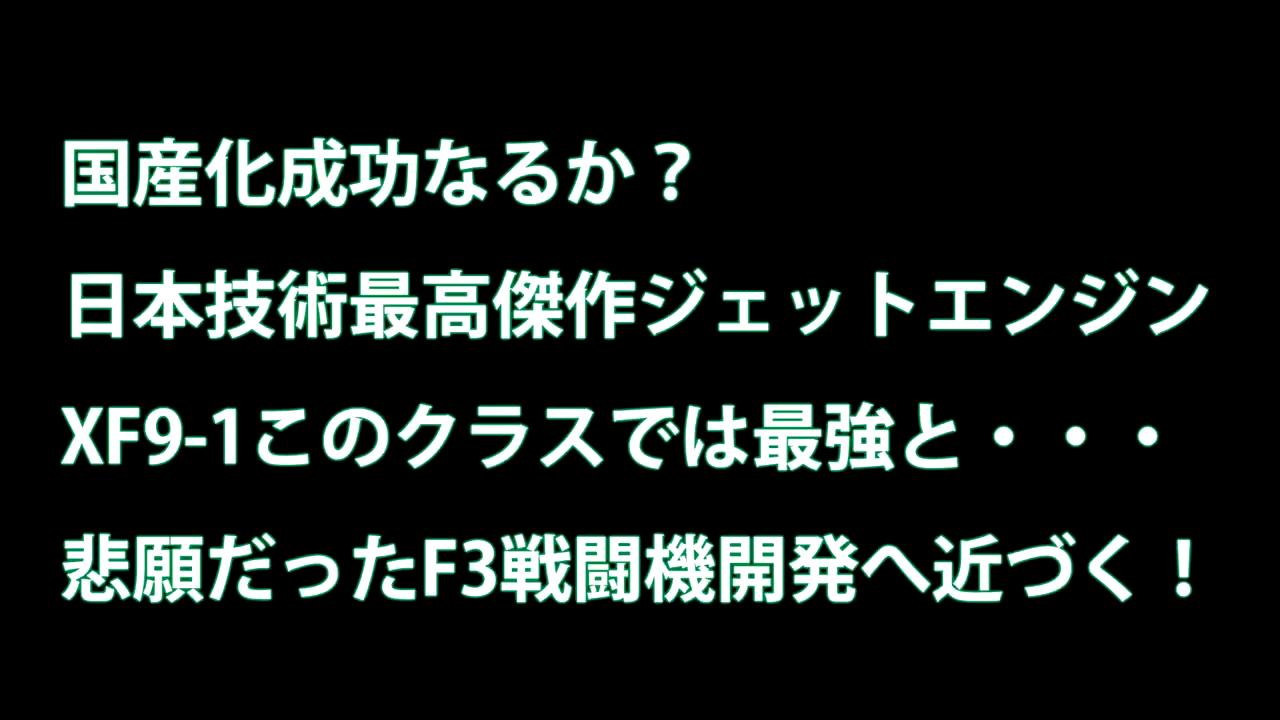 国産化成功なるか？
日本技術最高傑作ジェットエンジン
XF9-1このクラスでは最強と・・・
悲願だったF3戦闘機開発へ近づく！